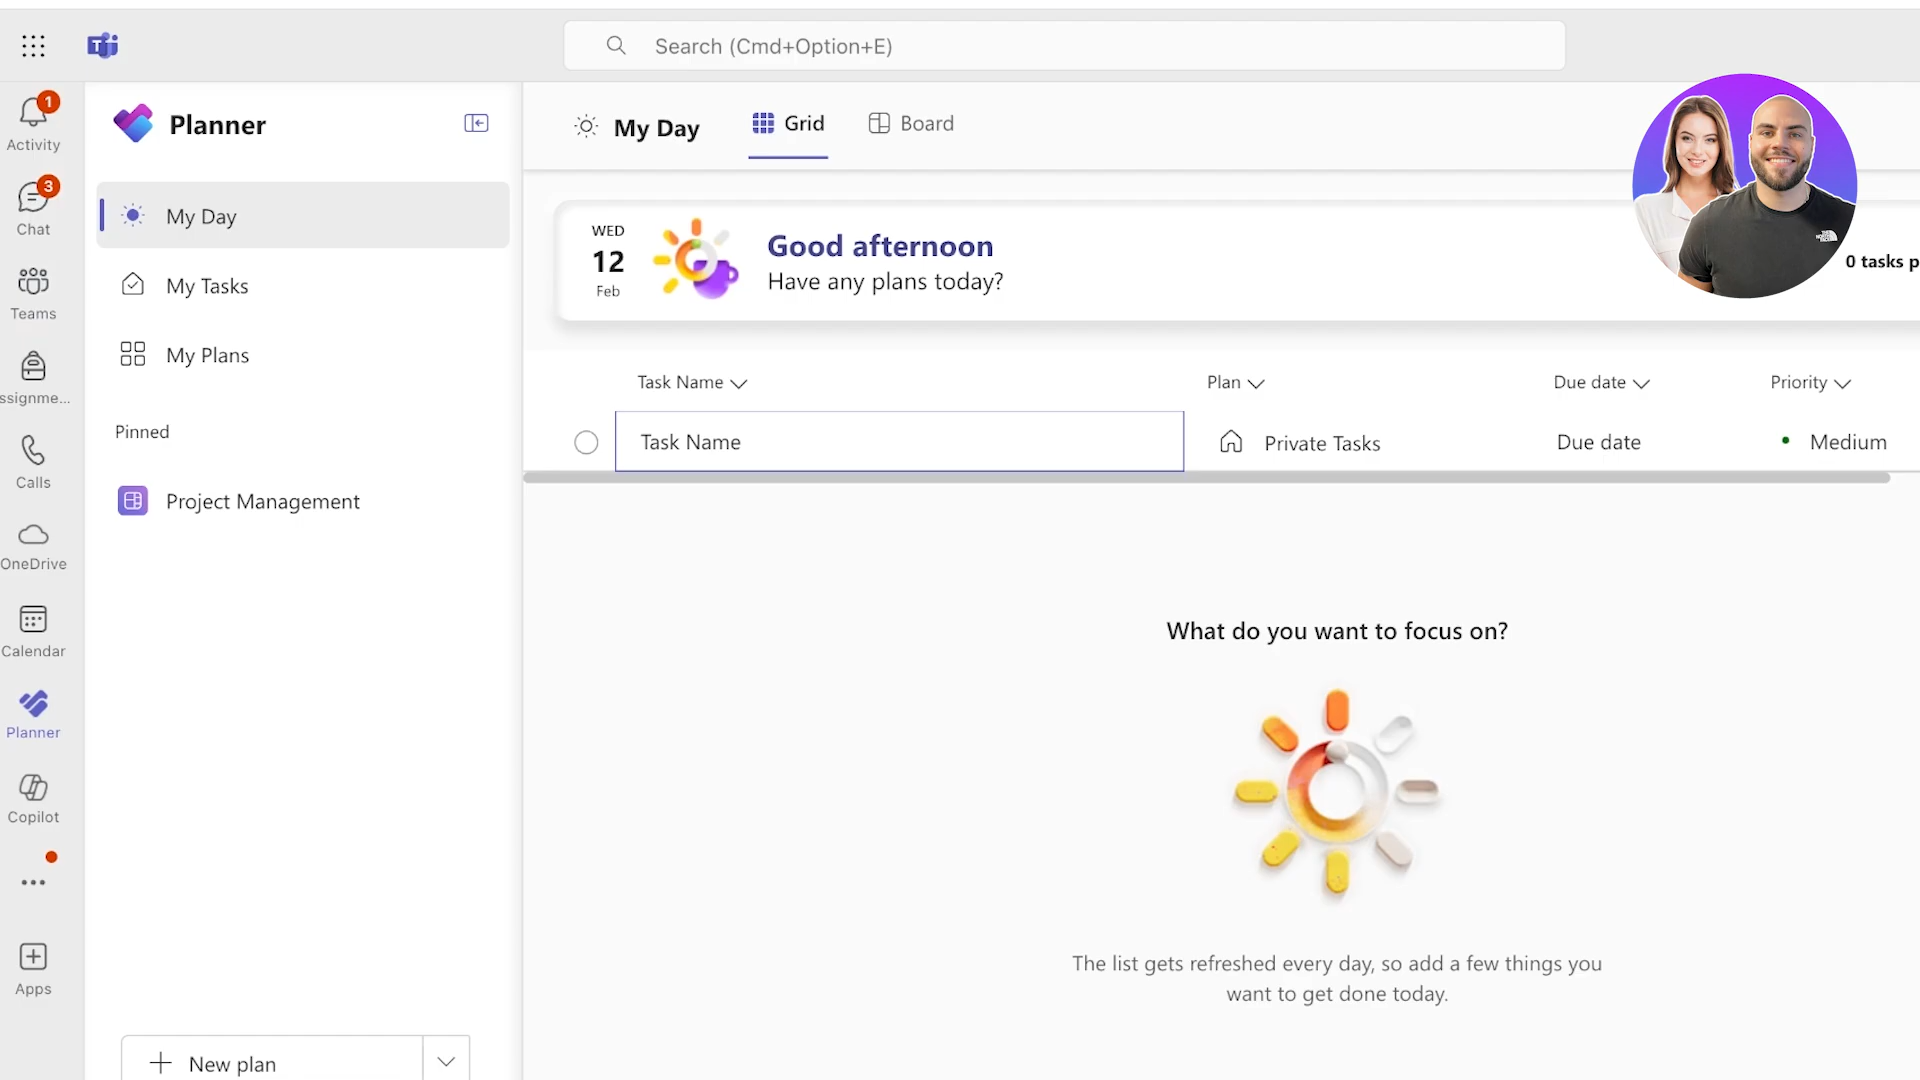 Search (Cmd+Option+E)
1
Activity
3
Chat
Teams
ssignme...
Calls
OneDrive
Calendar
Planner
Copilot
Apps
Planner
My Day
My Tasks
My Plans
Pinned
Project Management
New plan
My Day
Grid
Board
WED
12
Feb
Good afternoon
Have any plans today?
0 tasks p
Task Name
Plan
Due date
Priority
Task Name
Private Tasks
Due date
Medium
What do you want to focus on?
The list gets refreshed every day, so add a few things you
want to get done today.